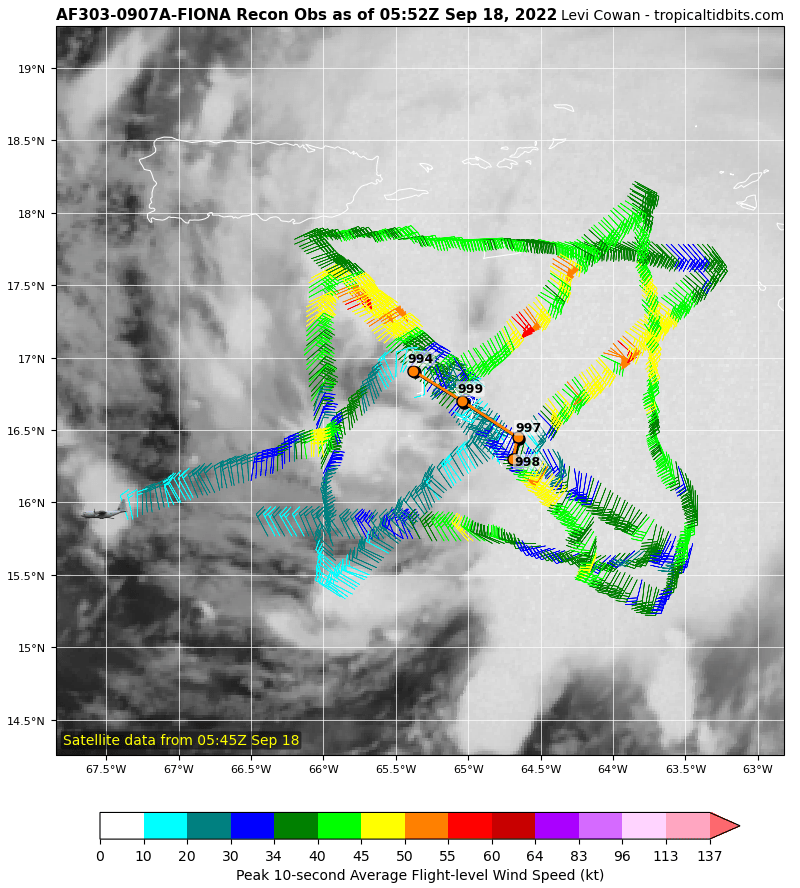 AF303-0907A-FIONA Recon Obs as of 05:52Z Sep 18, 2022 Levi Cowan - tropicaltidbits.com
19°N
18.5°N
18°N
17.5°N
17°N
16.5°N
16°N
15.5°N
15°N
14.5°N
994
999
997
998
Satellite data from 05:45Z Sep 18
67.5°W 67°W 66.5°W 66°W 65.5°W 65°W 64.5°W 64°W 63.5°W 63°W
0 10 20 30 34 40 45 50 55 60 64 83 96 113 137
Peak 10-second Average Flight-level Wind Speed (kt)